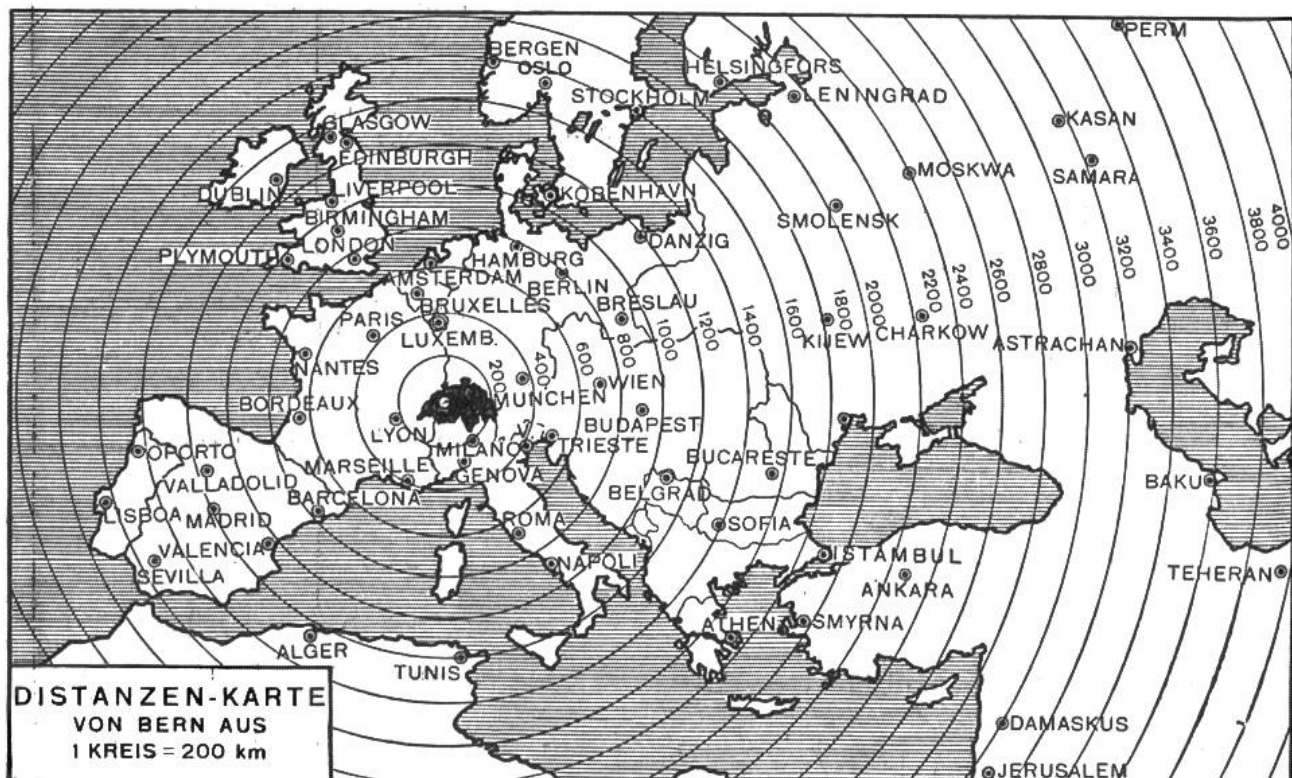 PERM
BERGEN
OSLO
HELSINGFORS
STOCKHOLM
LENINGRAD
KASAN
GLASGOW
EDINBURGH
MOSKWA
SAMARA
DUBLIN
LIVERPOOL
KÖBENHAVN
BIRMINGHAM
SMOLENSK
LONDON
PLYMOUTH
DANZIG
HAMBURG
AMSTERDAM
BERLIN
BRUXELLES
BRESLAU
PARIS
LUXEMB.
KIJEW
CHARKOW
ASTRACHAN
NANTES
200
400
600
800
1000
1200
1400
1600
1800
2000
2200
2400
2600
2800
3000
3200
3400
3600
3800
4000
MÜNCHEN
WIEN
BORDEAUX
LYON
MILANO
TRIESTE
BUDAPEST
OPORTO
MARSEILLE
GENOVA
BUCARESTE
VALLADOLID
BARCELONA
BELGRAD
BAKU
LISBOA
MADRID
ROMA
SOFIA
VALENCIA
ISTAMBUL
SEVILLA
NAPOLI
ANKARA
TEHERAN
ATHEN
SMYRNA
ALGER
TUNIS
DISTANZEN-KARTE
VON BERN AUS
1 KREIS = 200 km
DAMASKUS
JERUSALEM